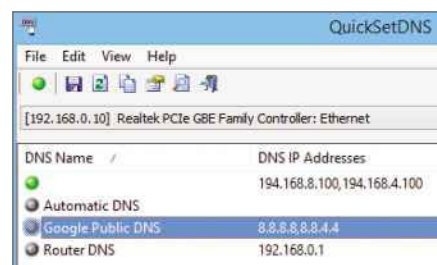 QuickSetDNS
File Edit View Help
[192.168.0.10] Realtek PCIe GBE Family Controller: Ethernet
DNS Name / DNS IP Addresses
194.168.8.100,194.168.4.100
Automatic DNS
Google Public DNS 8.8.8.8,8.8.4.4
Router DNS 192.168.0.1